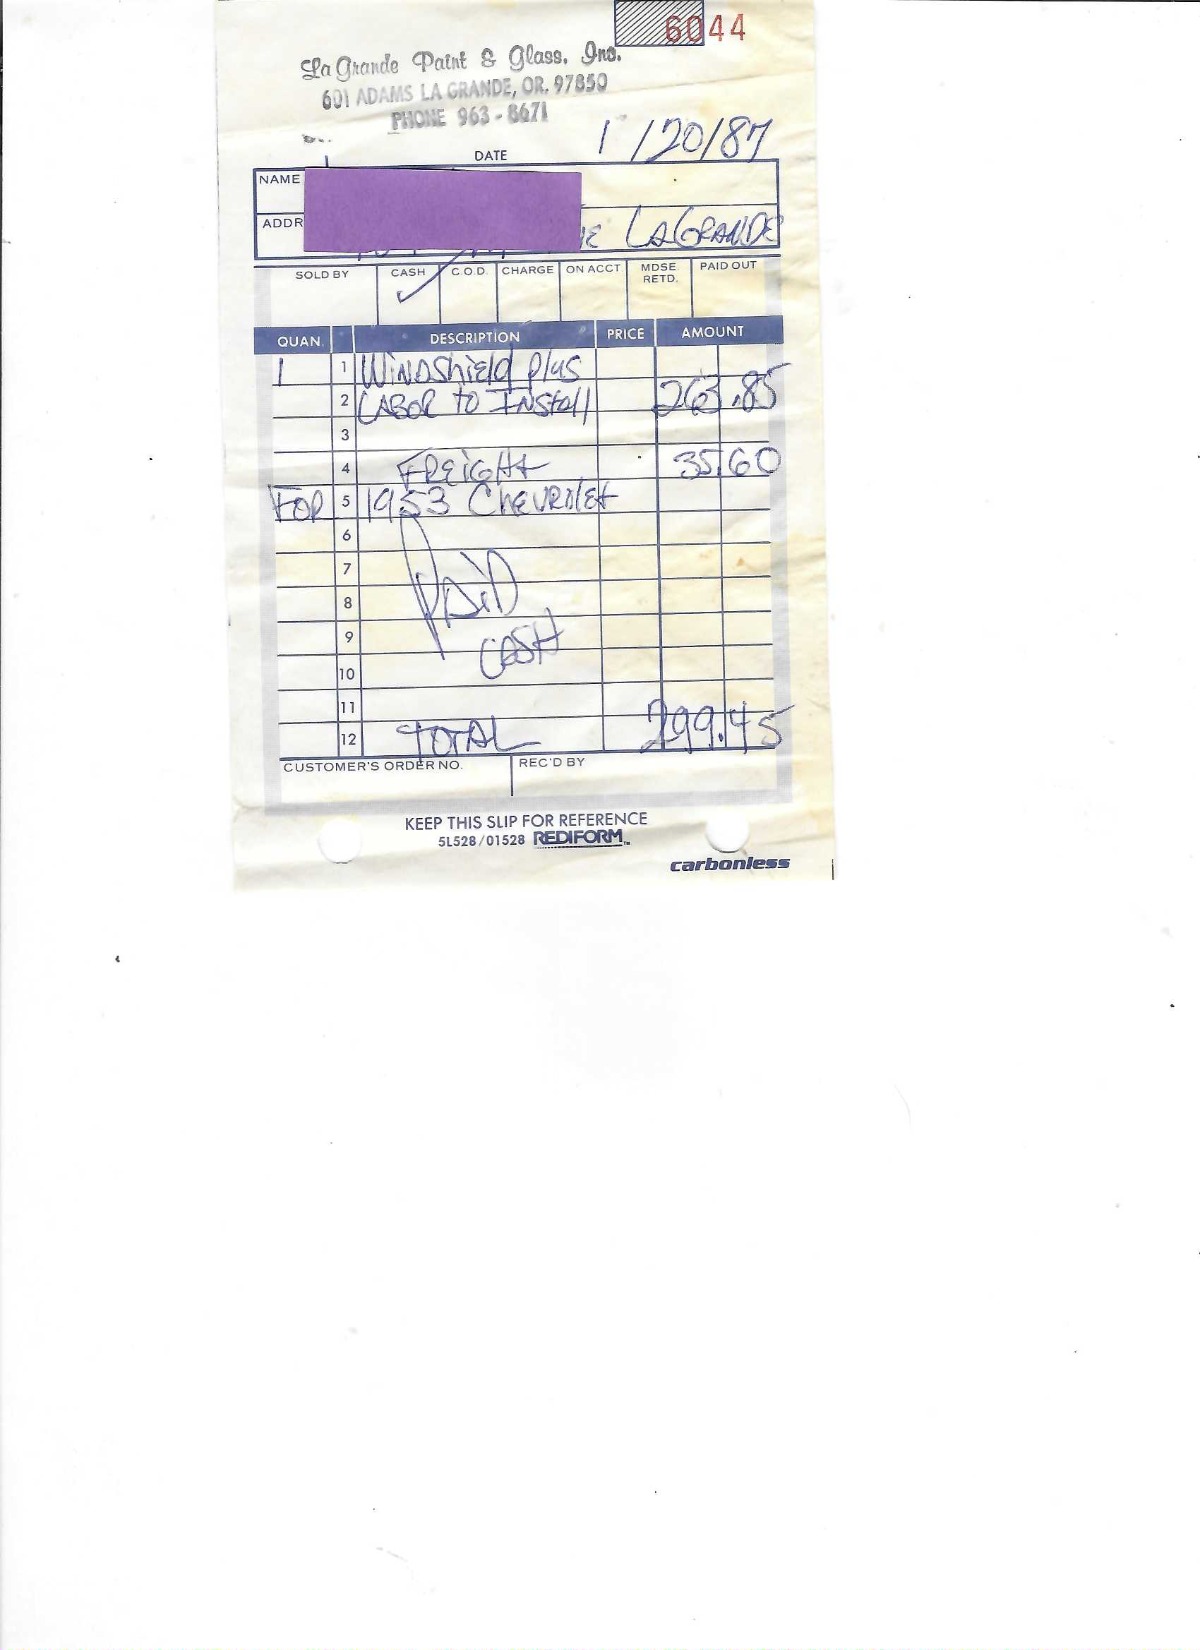 6044
La Grande Paint & Glass, Inc.
601 ADAMS LA GRANDE, OR. 97850
PHONE 963-8671
DATE 1/20/87
NAME
ADDR
LAGRANDE
SOLD BY CASH C.O.D. CHARGE ON ACCT MDSE RETD. PAID OUT
✓
QUAN. DESCRIPTION PRICE AMOUNT
1 1 WINDShiEld plus
2 LABOR to INStall 263.85
3
4 FREIGHt 35 60
FOR 5 1953 ChEVROlEt
6
7 PAiD
8
9 CASH
10
11
12 TOTAL 299.45
CUSTOMER'S ORDER NO. REC'D BY
KEEP THIS SLIP FOR REFERENCE
5L528/01528 REDIFORM™
carbonless